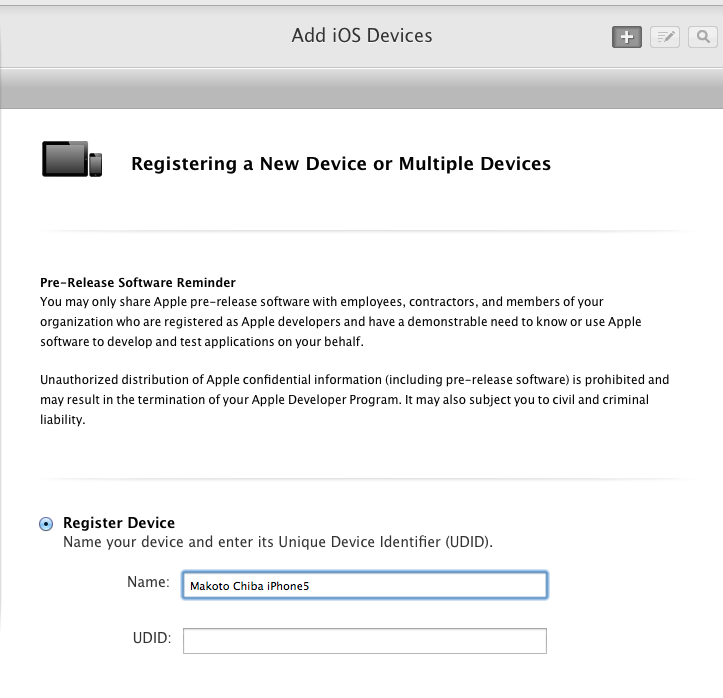 Add iOS Devices
Registering a New Device or Multiple Devices
Pre-Release Software Reminder
You may only share Apple pre-release software with employees, contractors, and members of your
organization who are registered as Apple developers and have a demonstrable need to know or use Apple
software to develop and test applications on your behalf.
Unauthorized distribution of Apple confidential information (including pre-release software) is prohibited and
may result in the termination of your Apple Developer Program. It may also subject you to civil and criminal
liability.
Register Device
Name your device and enter its Unique Device Identifier (UDID).
Name: Makoto Chiba iPhone5
UDID: